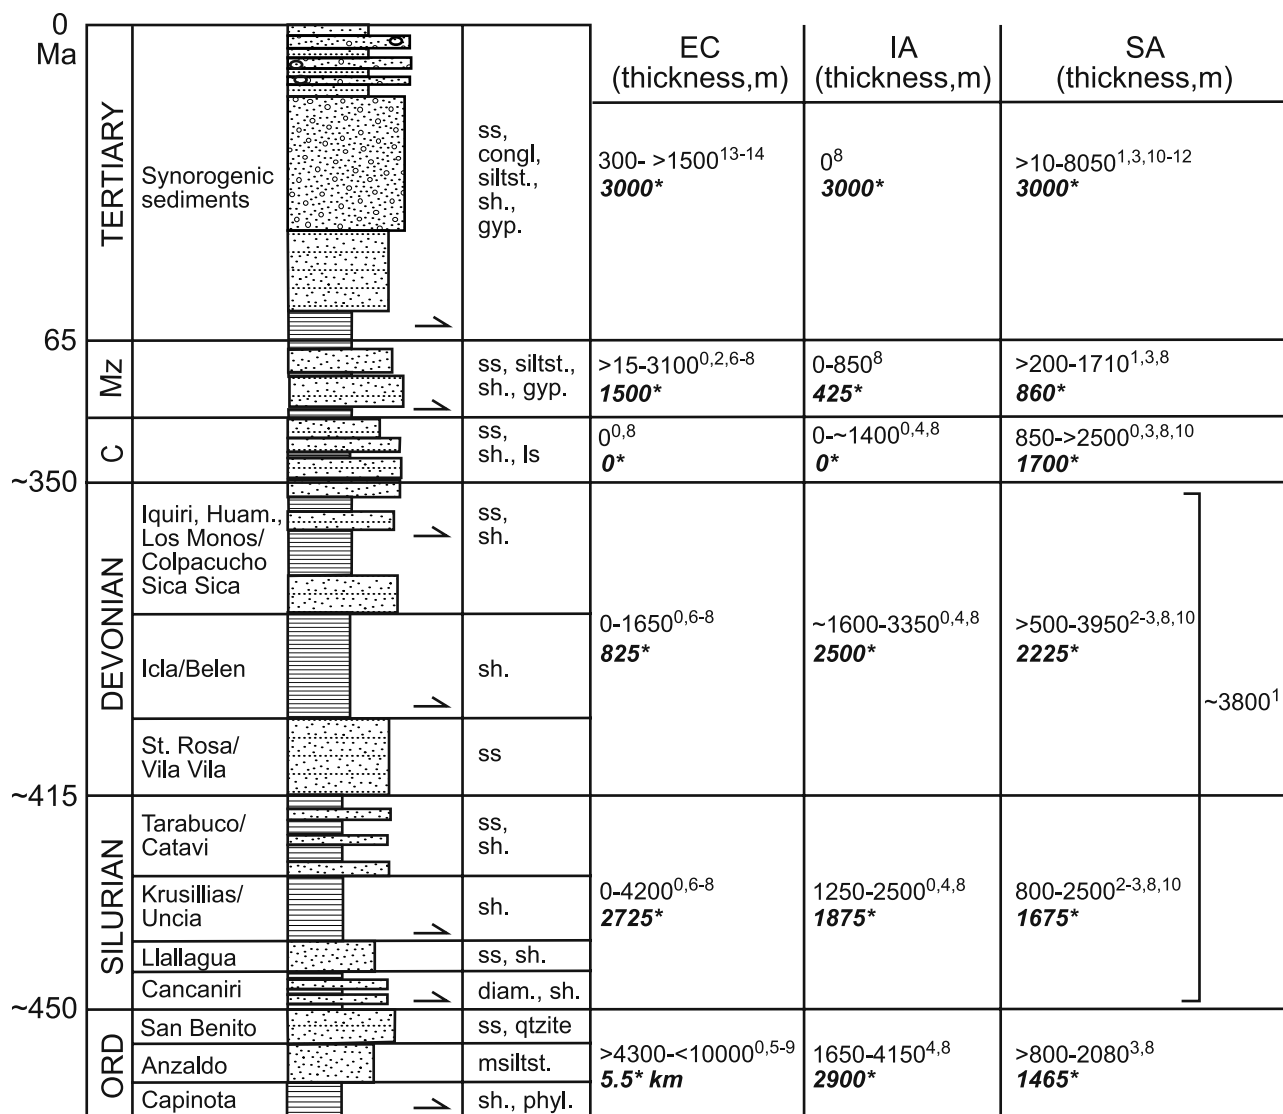 0
Ma
EC
(thickness,m)
IA
(thickness,m)
SA
(thickness,m)
TERTIARY
Synorogenic
sediments
ss,
congl,
siltst.,
sh.,
gyp.
300- >1500¹³⁻¹⁴
3000*
0⁸
3000*
>10-8050¹,³,¹⁰⁻¹²
3000*
65
Mz
ss, siltst.,
sh., gyp.
>15-3100⁰,²,⁶⁻⁸
1500*
0-850⁸
425*
>200-1710¹,³,⁸
860*
C
ss,
sh., ls
0⁰,⁸
0*
0-~1400⁰,⁴,⁸
0*
850->2500⁰,³,⁸,¹⁰
1700*
~350
DEVONIAN
Iquiri, Huam.,
Los Monos/
Colpacucho
Sica Sica
ss,
sh.
Icla/Belen
sh.
St. Rosa/
Vila Vila
ss
0-1650⁰,⁶⁻⁸
825*
~1600-3350⁰,⁴,⁸
2500*
>500-3950²⁻³,⁸,¹⁰
2225*
~3800¹
~415
SILURIAN
Tarabuco/
Catavi
ss,
sh.
Krusillias/
Uncia
sh.
Llallagua
ss, sh.
Cancaniri
diam., sh.
0-4200⁰,⁶⁻⁸
2725*
1250-2500⁰,⁴,⁸
1875*
800-2500²⁻³,⁸,¹⁰
1675*
~450
ORD
San Benito
ss, qtzite
Anzaldo
msiltst.
Capinota
sh., phyl.
>4300-<10000⁰,⁵⁻⁹
5.5* km
1650-4150⁴,⁸
2900*
>800-2080³,⁸
1465*